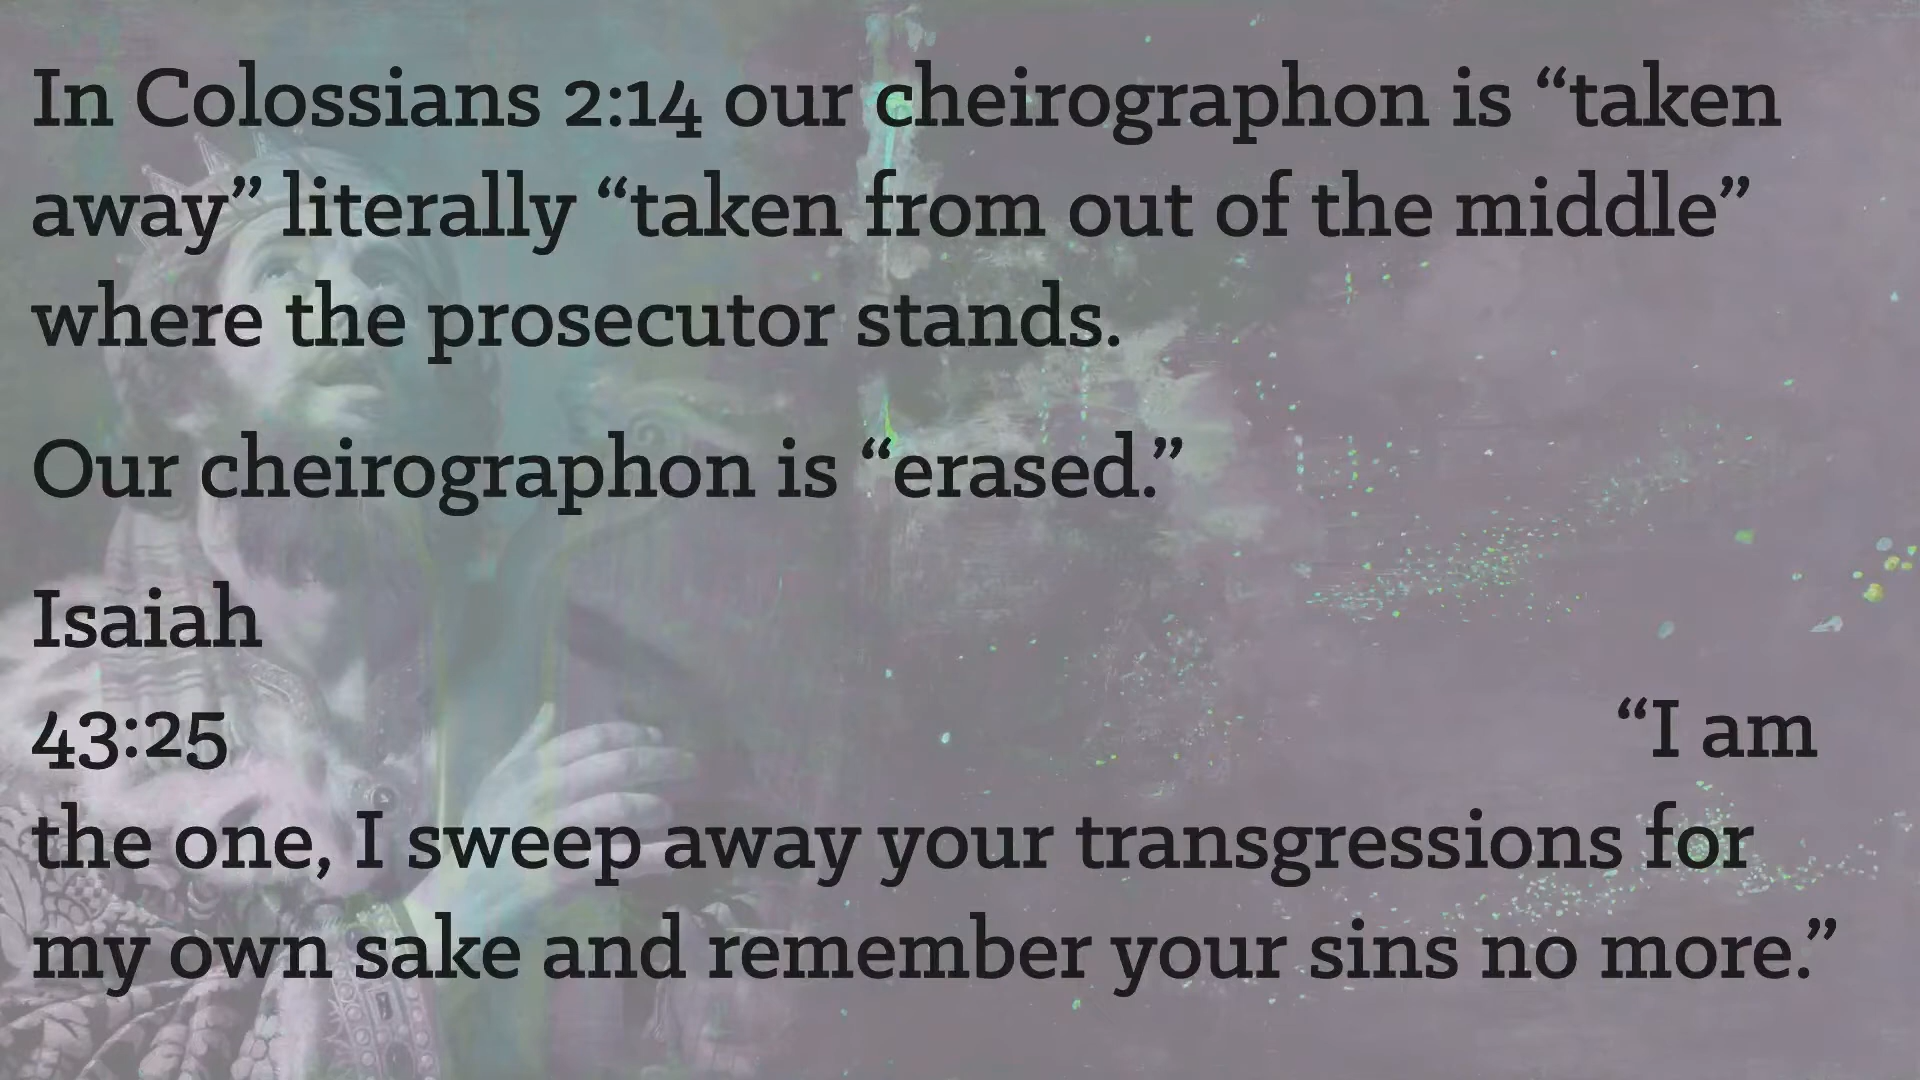 In Colossians 2:14 our cheirographon is “taken
away” literally “taken from out of the middle”
where the prosecutor stands.
Our cheirographon is “erased.”
Isaiah
43:25 “I am
the one, I sweep away your transgressions for
my own sake and remember your sins no more.”